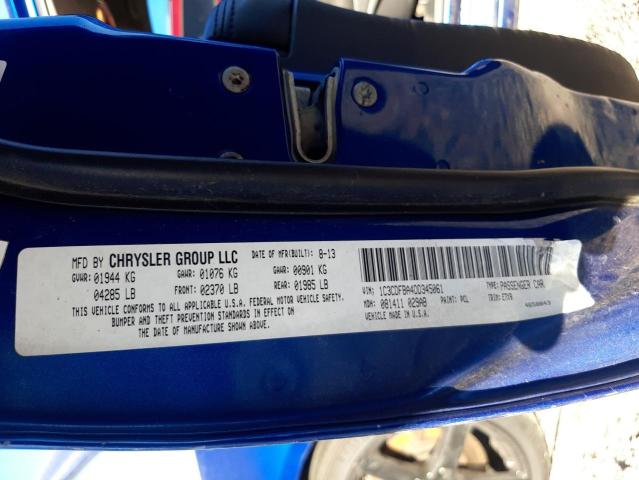 MFD BY CHRYSLER GROUP LLC DATE OF MFR(BUILT): 8-13
GVWR: 01944 KG GAWR: 01076 KG GAWR: 00901 KG
04285 LB FRONT: 02370 LB REAR: 01985 LB
THIS VEHICLE CONFORMS TO ALL APPLICABLE U.S.A. FEDERAL MOTOR VEHICLE SAFETY,
BUMPER AND THEFT PREVENTION STANDARDS IN EFFECT ON
THE DATE OF MANUFACTURE SHOWN ABOVE.
VIN: 1C3CDFBA4DD345061 TYPE: PASSENGER CAR
MDH: 081411 029AB PAINT: PCL TRIM: E7X9
VEHICLE MADE IN U.S.A.